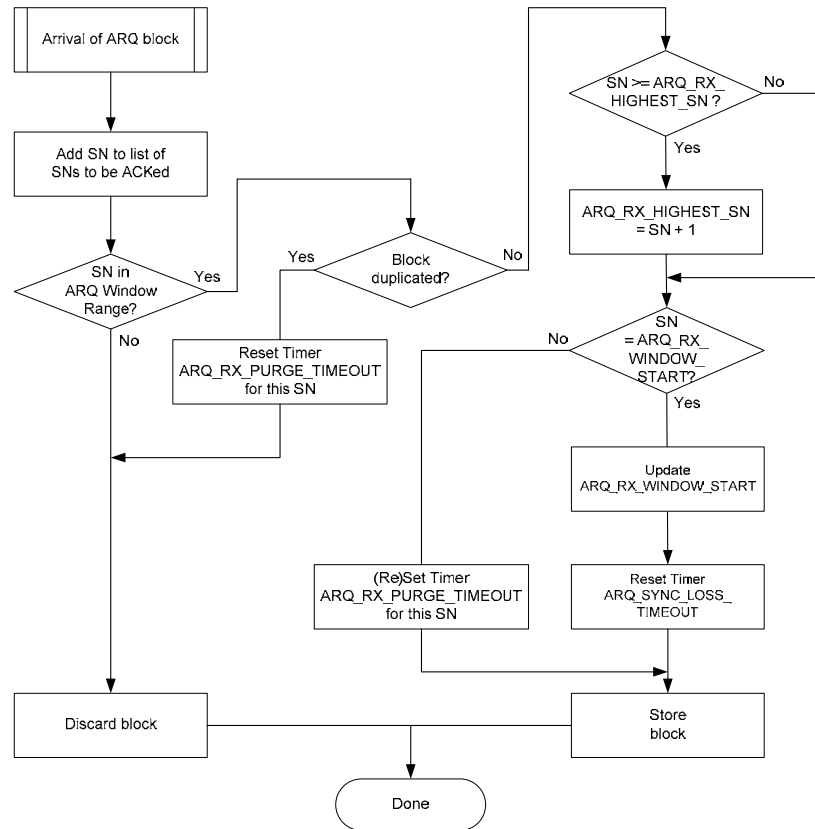 Arrival of ARQ block
Add SN to list of
SNs to be ACKed
SN in
ARQ Window
Range?
Yes
No
Block
duplicated?
Yes
No
Reset Timer
ARQ_RX_PURGE_TIMEOUT
for this SN
SN >= ARQ_RX_
HIGHEST_SN ?
No
Yes
ARQ_RX_HIGHEST_SN
= SN + 1
SN
= ARQ_RX_
WINDOW_
START?
No
Yes
Update
ARQ_RX_WINDOW_START
(Re)Set Timer
ARQ_RX_PURGE_TIMEOUT
for this SN
Reset Timer
ARQ_SYNC_LOSS_
TIMEOUT
Discard block
Store
block
Done